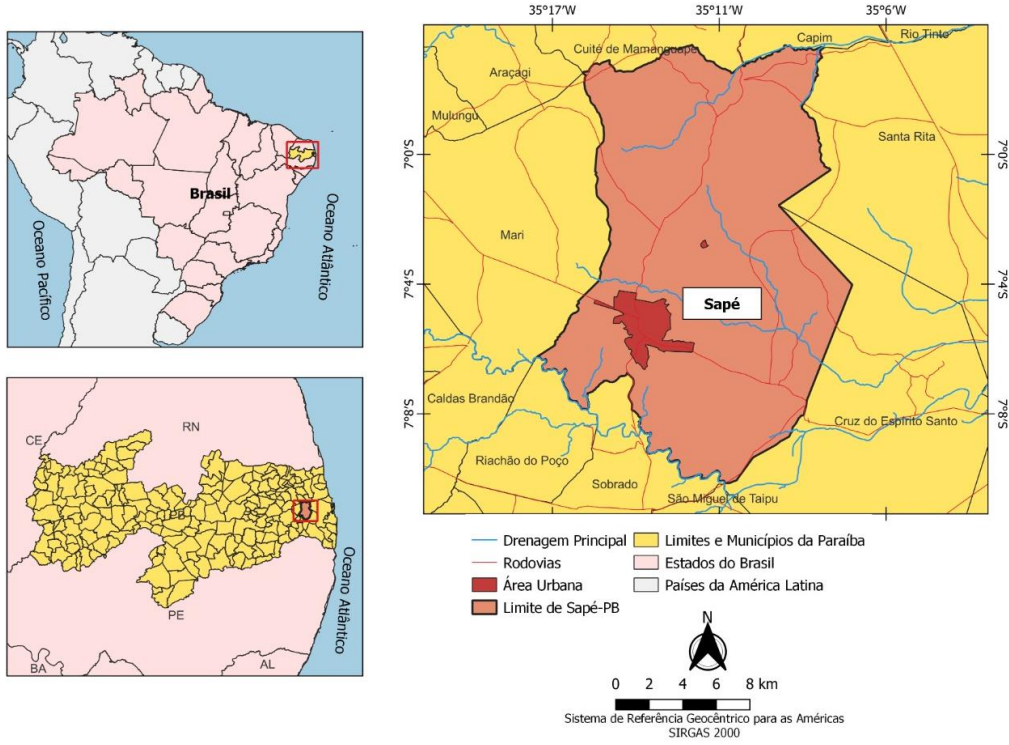 Brasil
Oceano Pacífico
Oceano Atlântico
CE
RN
PB
PE
BA
AL
Oceano Atlântico
35°17'W
35°11'W
35°6'W
Cuité de Mamanguape
Capim
Rio Tinto
Araçagi
Mulungú
Santa Rita
7°0'S
7°0'S
Mari
7°4'S
7°4'S
Sapé
Caldas Brandão
7°8'S
7°8'S
Cruz do Espírito Santo
Riachão do Poço
Sobrado
São Miguel de Taipu
Drenagem Principal
Rodovias
Área Urbana
Limite de Sapé-PB
Limites e Municípios da Paraíba
Estados do Brasil
Países da América Latina
N
0 2 4 6 8 km
Sistema de Referência Geocêntrico para as Américas
SIRGAS 2000